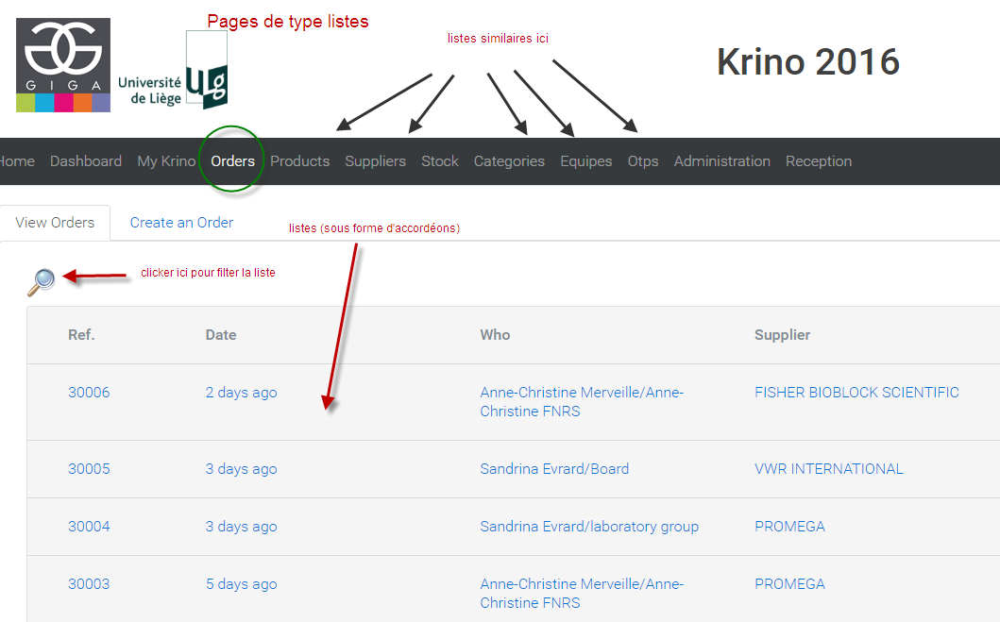 Pages de type listes
listes similaires ici
Krino 2016
GIGA
Université
de Liège
ulg
Home Dashboard My Krino Orders Products Suppliers Stock Categories Equipes Otps Administration Reception
View Orders Create an Order
listes (sous forme d'accordéons)
clicker ici pour filter la liste
Ref. Date Who Supplier
30006 2 days ago Anne-Christine Merveille/Anne- FISHER BIOBLOCK SCIENTIFIC
Christine FNRS
30005 3 days ago Sandrina Evrard/Board VWR INTERNATIONAL
30004 3 days ago Sandrina Evrard/laboratory group PROMEGA
30003 5 days ago Anne-Christine Merveille/Anne- PROMEGA
Christine FNRS